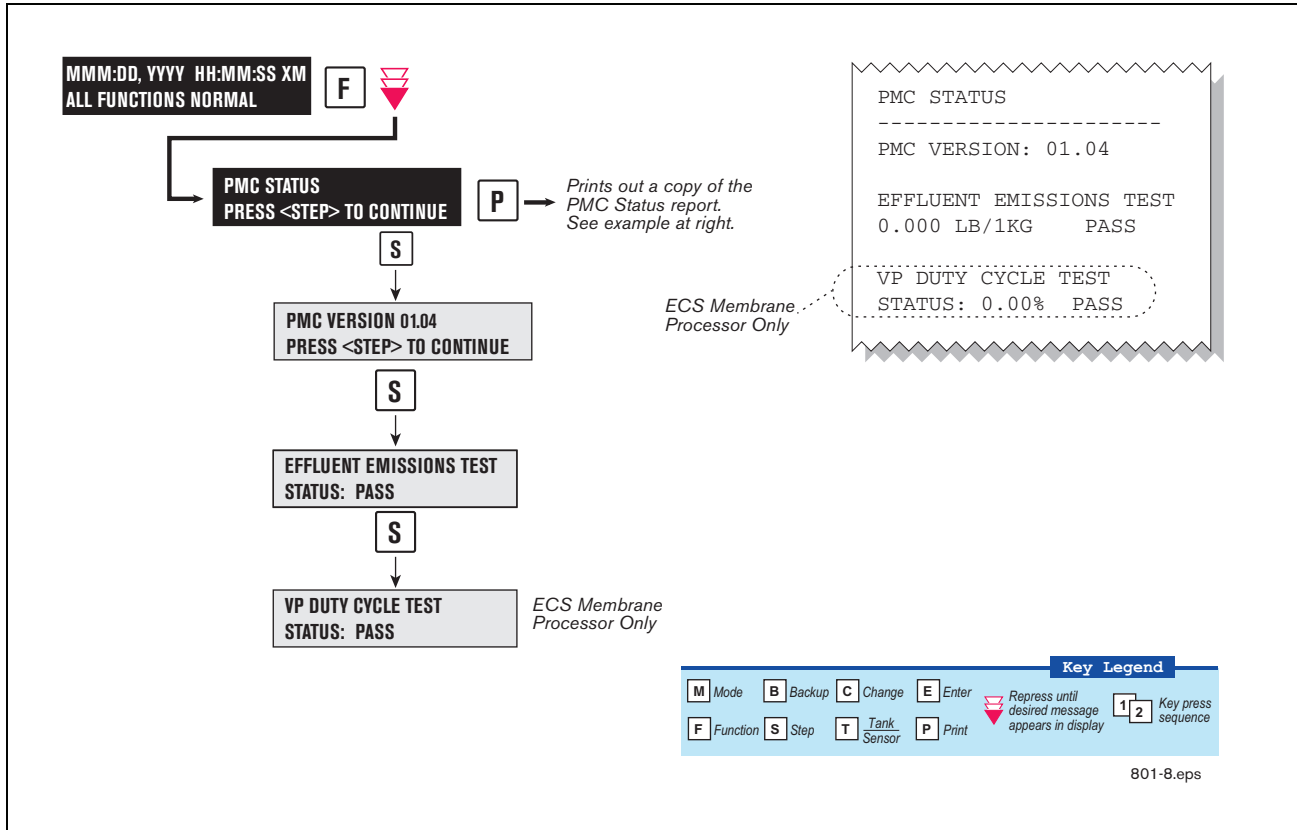 MMM:DD, YYYY HH:MM:SS XM
ALL FUNCTIONS NORMAL
F
PMC STATUS
PRESS <STEP> TO CONTINUE
P
Prints out a copy of the
PMC Status report.
See example at right.
S
PMC VERSION 01.04
PRESS <STEP> TO CONTINUE
S
EFFLUENT EMISSIONS TEST
STATUS: PASS
S
VP DUTY CYCLE TEST
STATUS: PASS
ECS Membrane
Processor Only
PMC STATUS
----------------------
PMC VERSION: 01.04
EFFLUENT EMISSIONS TEST
0.000 LB/1KG PASS
VP DUTY CYCLE TEST
STATUS: 0.00% PASS
ECS Membrane
Processor Only
Key Legend
M Mode B Backup C Change E Enter
F Function S Step T Tank Sensor P Print
Repress until
desired message
appears in display
1 2 Key press
sequence
801-8.eps